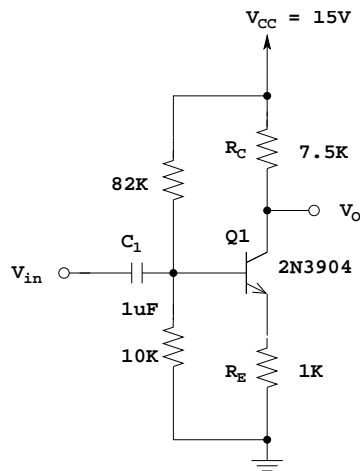 V_CC = 15V
R_C 7.5K
82K
V_o
Q1
C_1
2N3904
V_in
1uF
10K
R_E 1K